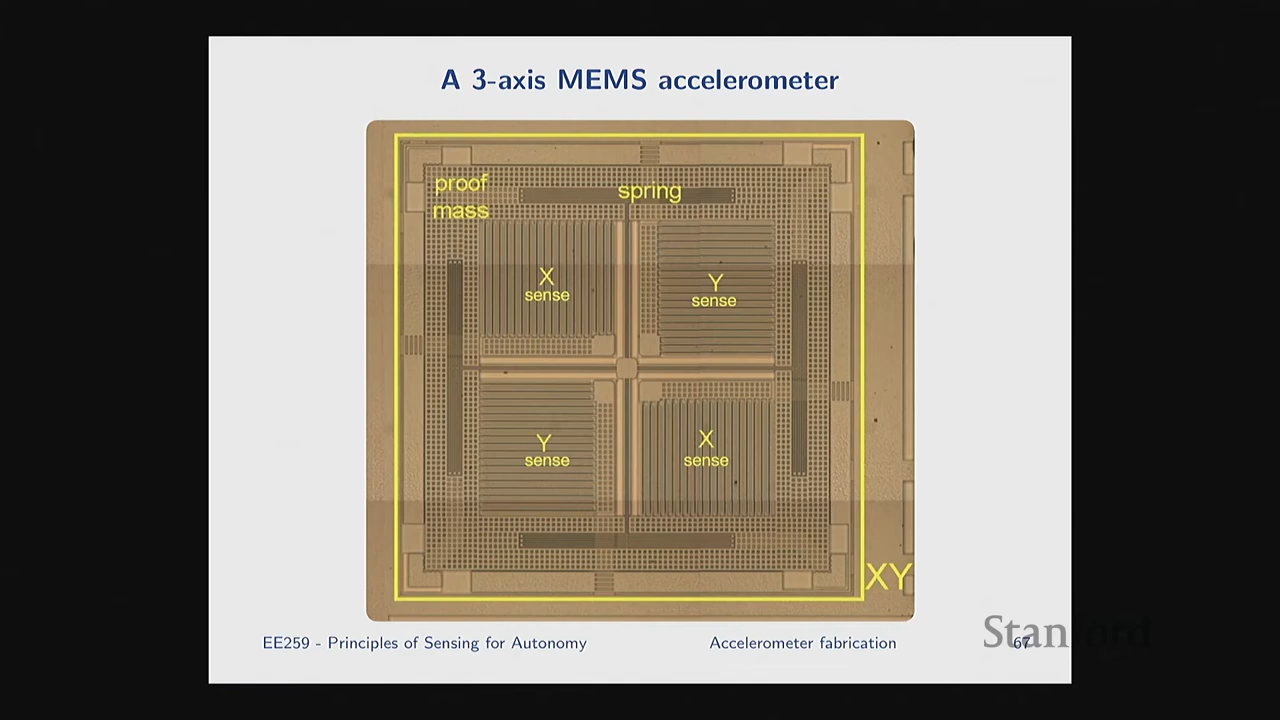 A 3-axis MEMS accelerometer
proof
mass
spring
X
sense
Y
sense
Y
sense
X
sense
XY
EE259 - Principles of Sensing for Autonomy
Accelerometer fabrication
67
Stanford